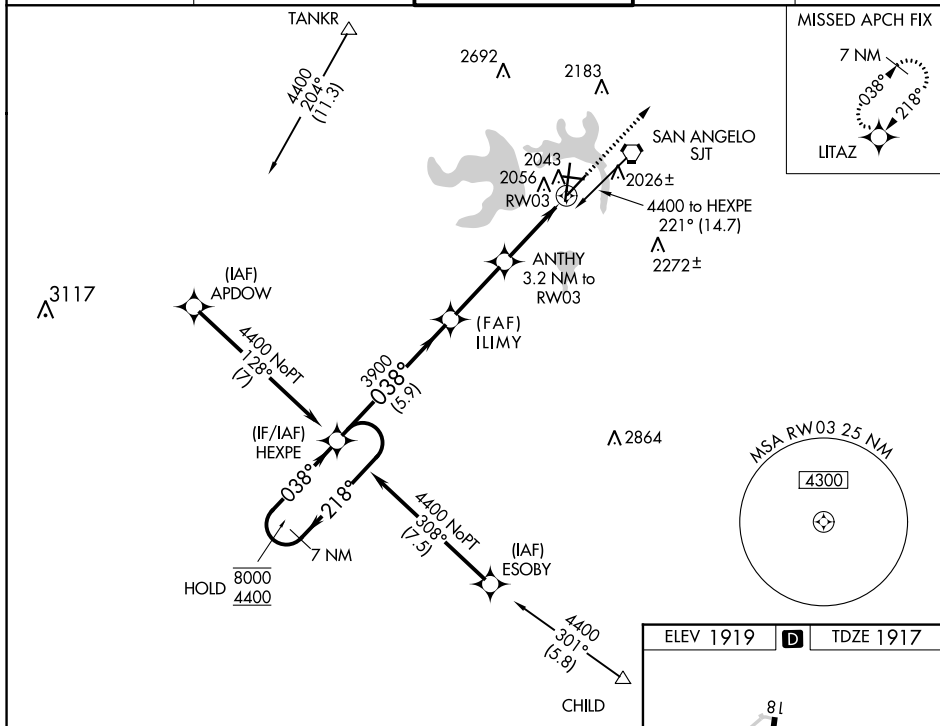 TANKR
4400
204°
(11.3)
2692
2183
MISSED APCH FIX
7 NM
038°
218°
LITAZ
SAN ANGELO
SJT
2043
2056
RW03
2026±
4400 to HEXPE
221° (14.7)
2272±
ANTHY
3.2 NM to
RW03
(IAF)
APDOW
3117
4400 NoPT
128°
(7)
(FAF)
ILIMY
3900
038°
(5.9)
(IF/IAF)
HEXPE
2864
MSA RW03 25 NM
4300
038°
218°
7 NM
HOLD
8000
4400
4400 NoPT
308°
(7.5)
(IAF)
ESOBY
4400
301°
(5.8)
CHILD
ELEV 1919
D
TDZE 1917
18